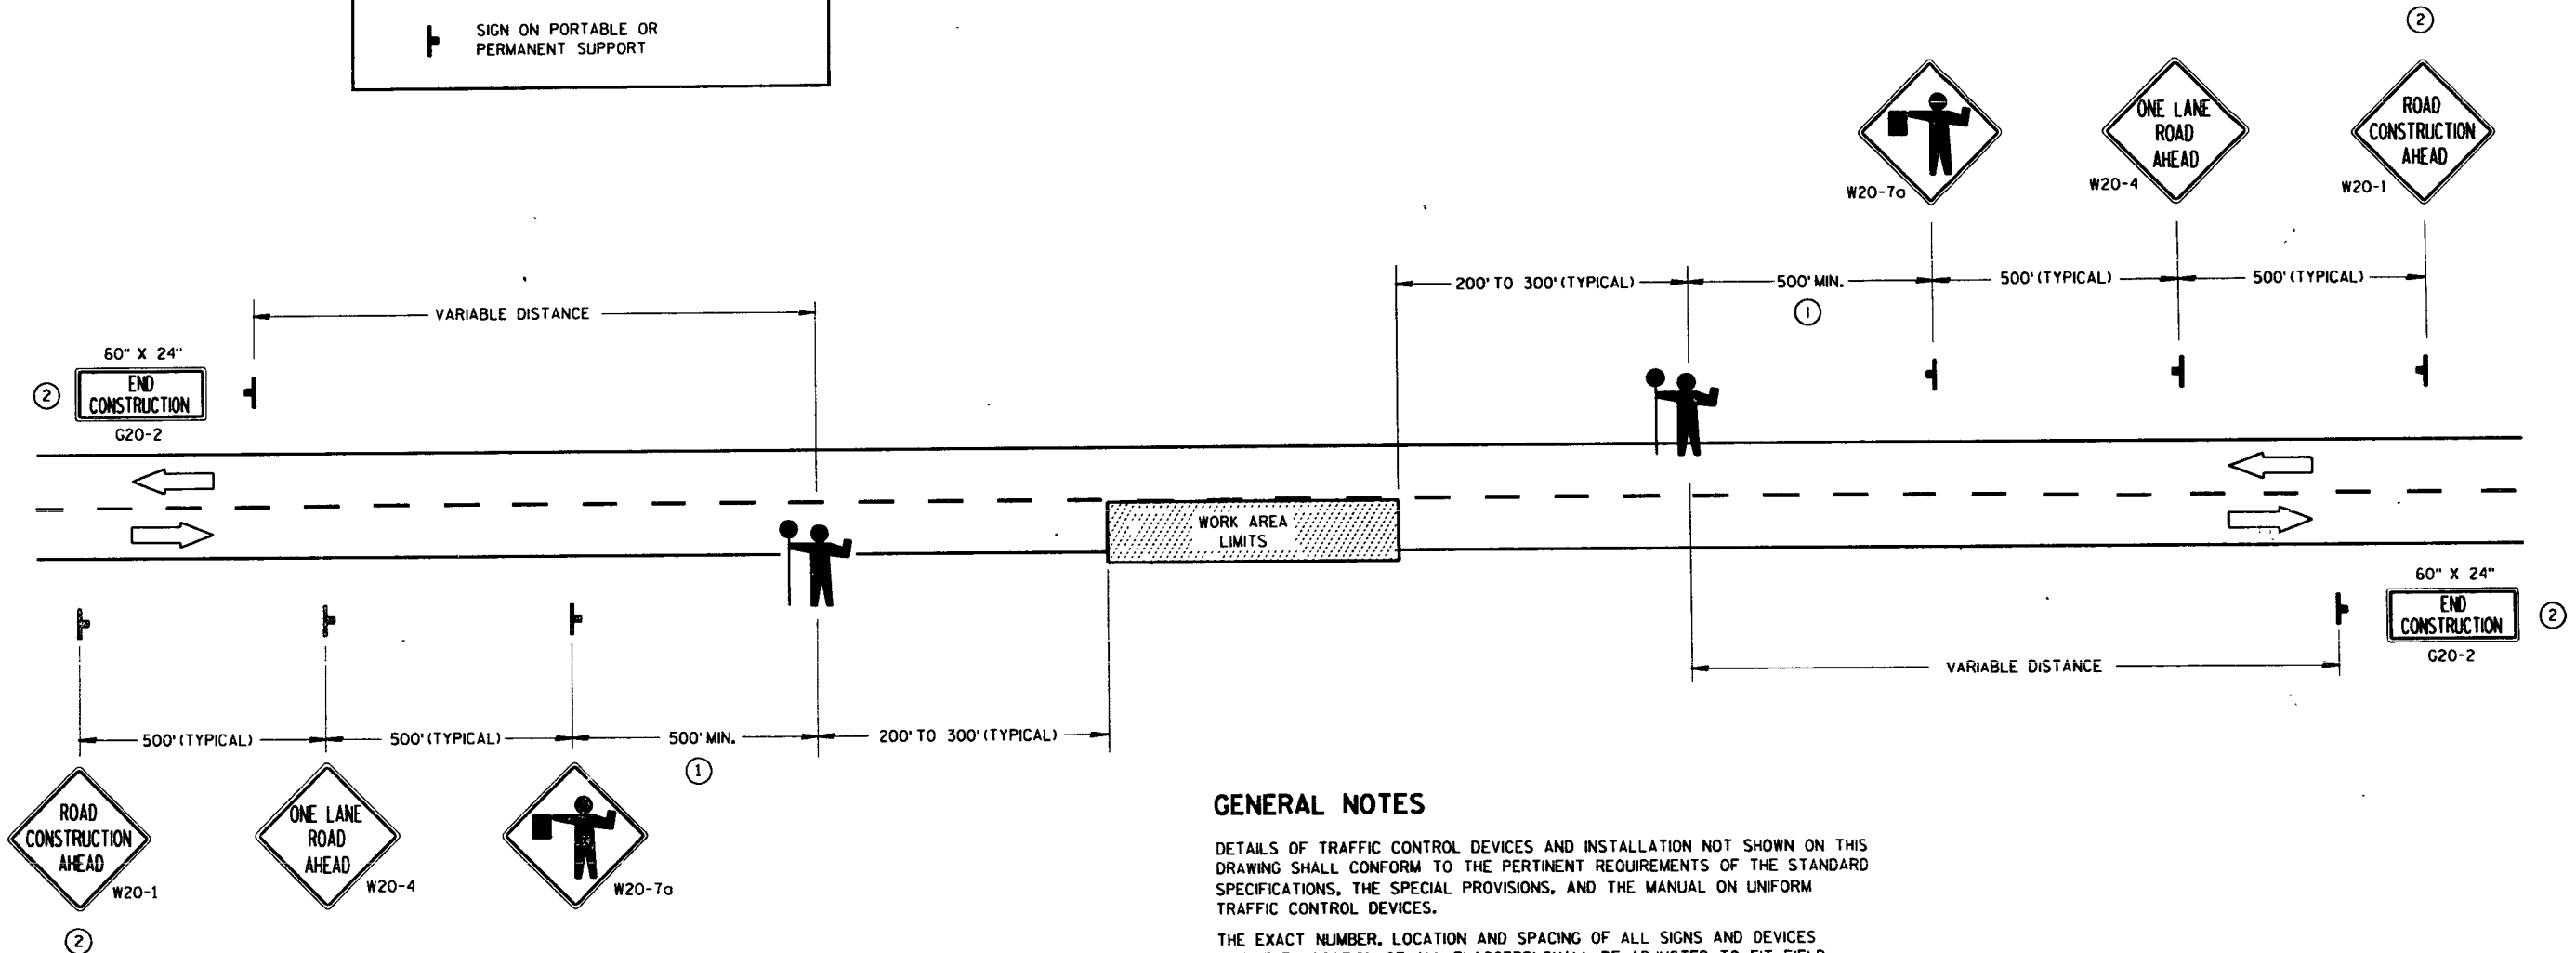 SIGN ON PORTABLE OR
PERMANENT SUPPORT
2
ONE LANE
ROAD
AHEAD
ROAD
CONSTRUCTION
AHEAD
W20-7a
W20-4
W20-1
200' TO 300' (TYPICAL)
500' MIN.
500' (TYPICAL)
500' (TYPICAL)
1
VARIABLE DISTANCE
60" X 24"
2
END
CONSTRUCTION
G20-2
WORK AREA
LIMITS
60" X 24"
END
CONSTRUCTION
2
G20-2
VARIABLE DISTANCE
500' (TYPICAL)
500' (TYPICAL)
500' MIN.
200' TO 300' (TYPICAL)
1
ROAD
CONSTRUCTION
AHEAD
W20-1
ONE LANE
ROAD
AHEAD
W20-4
W20-7a
2
GENERAL NOTES
DETAILS OF TRAFFIC CONTROL DEVICES AND INSTALLATION NOT SHOWN ON THIS
DRAWING SHALL CONFORM TO THE PERTINENT REQUIREMENTS OF THE STANDARD
SPECIFICATIONS, THE SPECIAL PROVISIONS, AND THE MANUAL ON UNIFORM
TRAFFIC CONTROL DEVICES.
THE EXACT NUMBER, LOCATION AND SPACING OF ALL SIGNS AND DEVICES